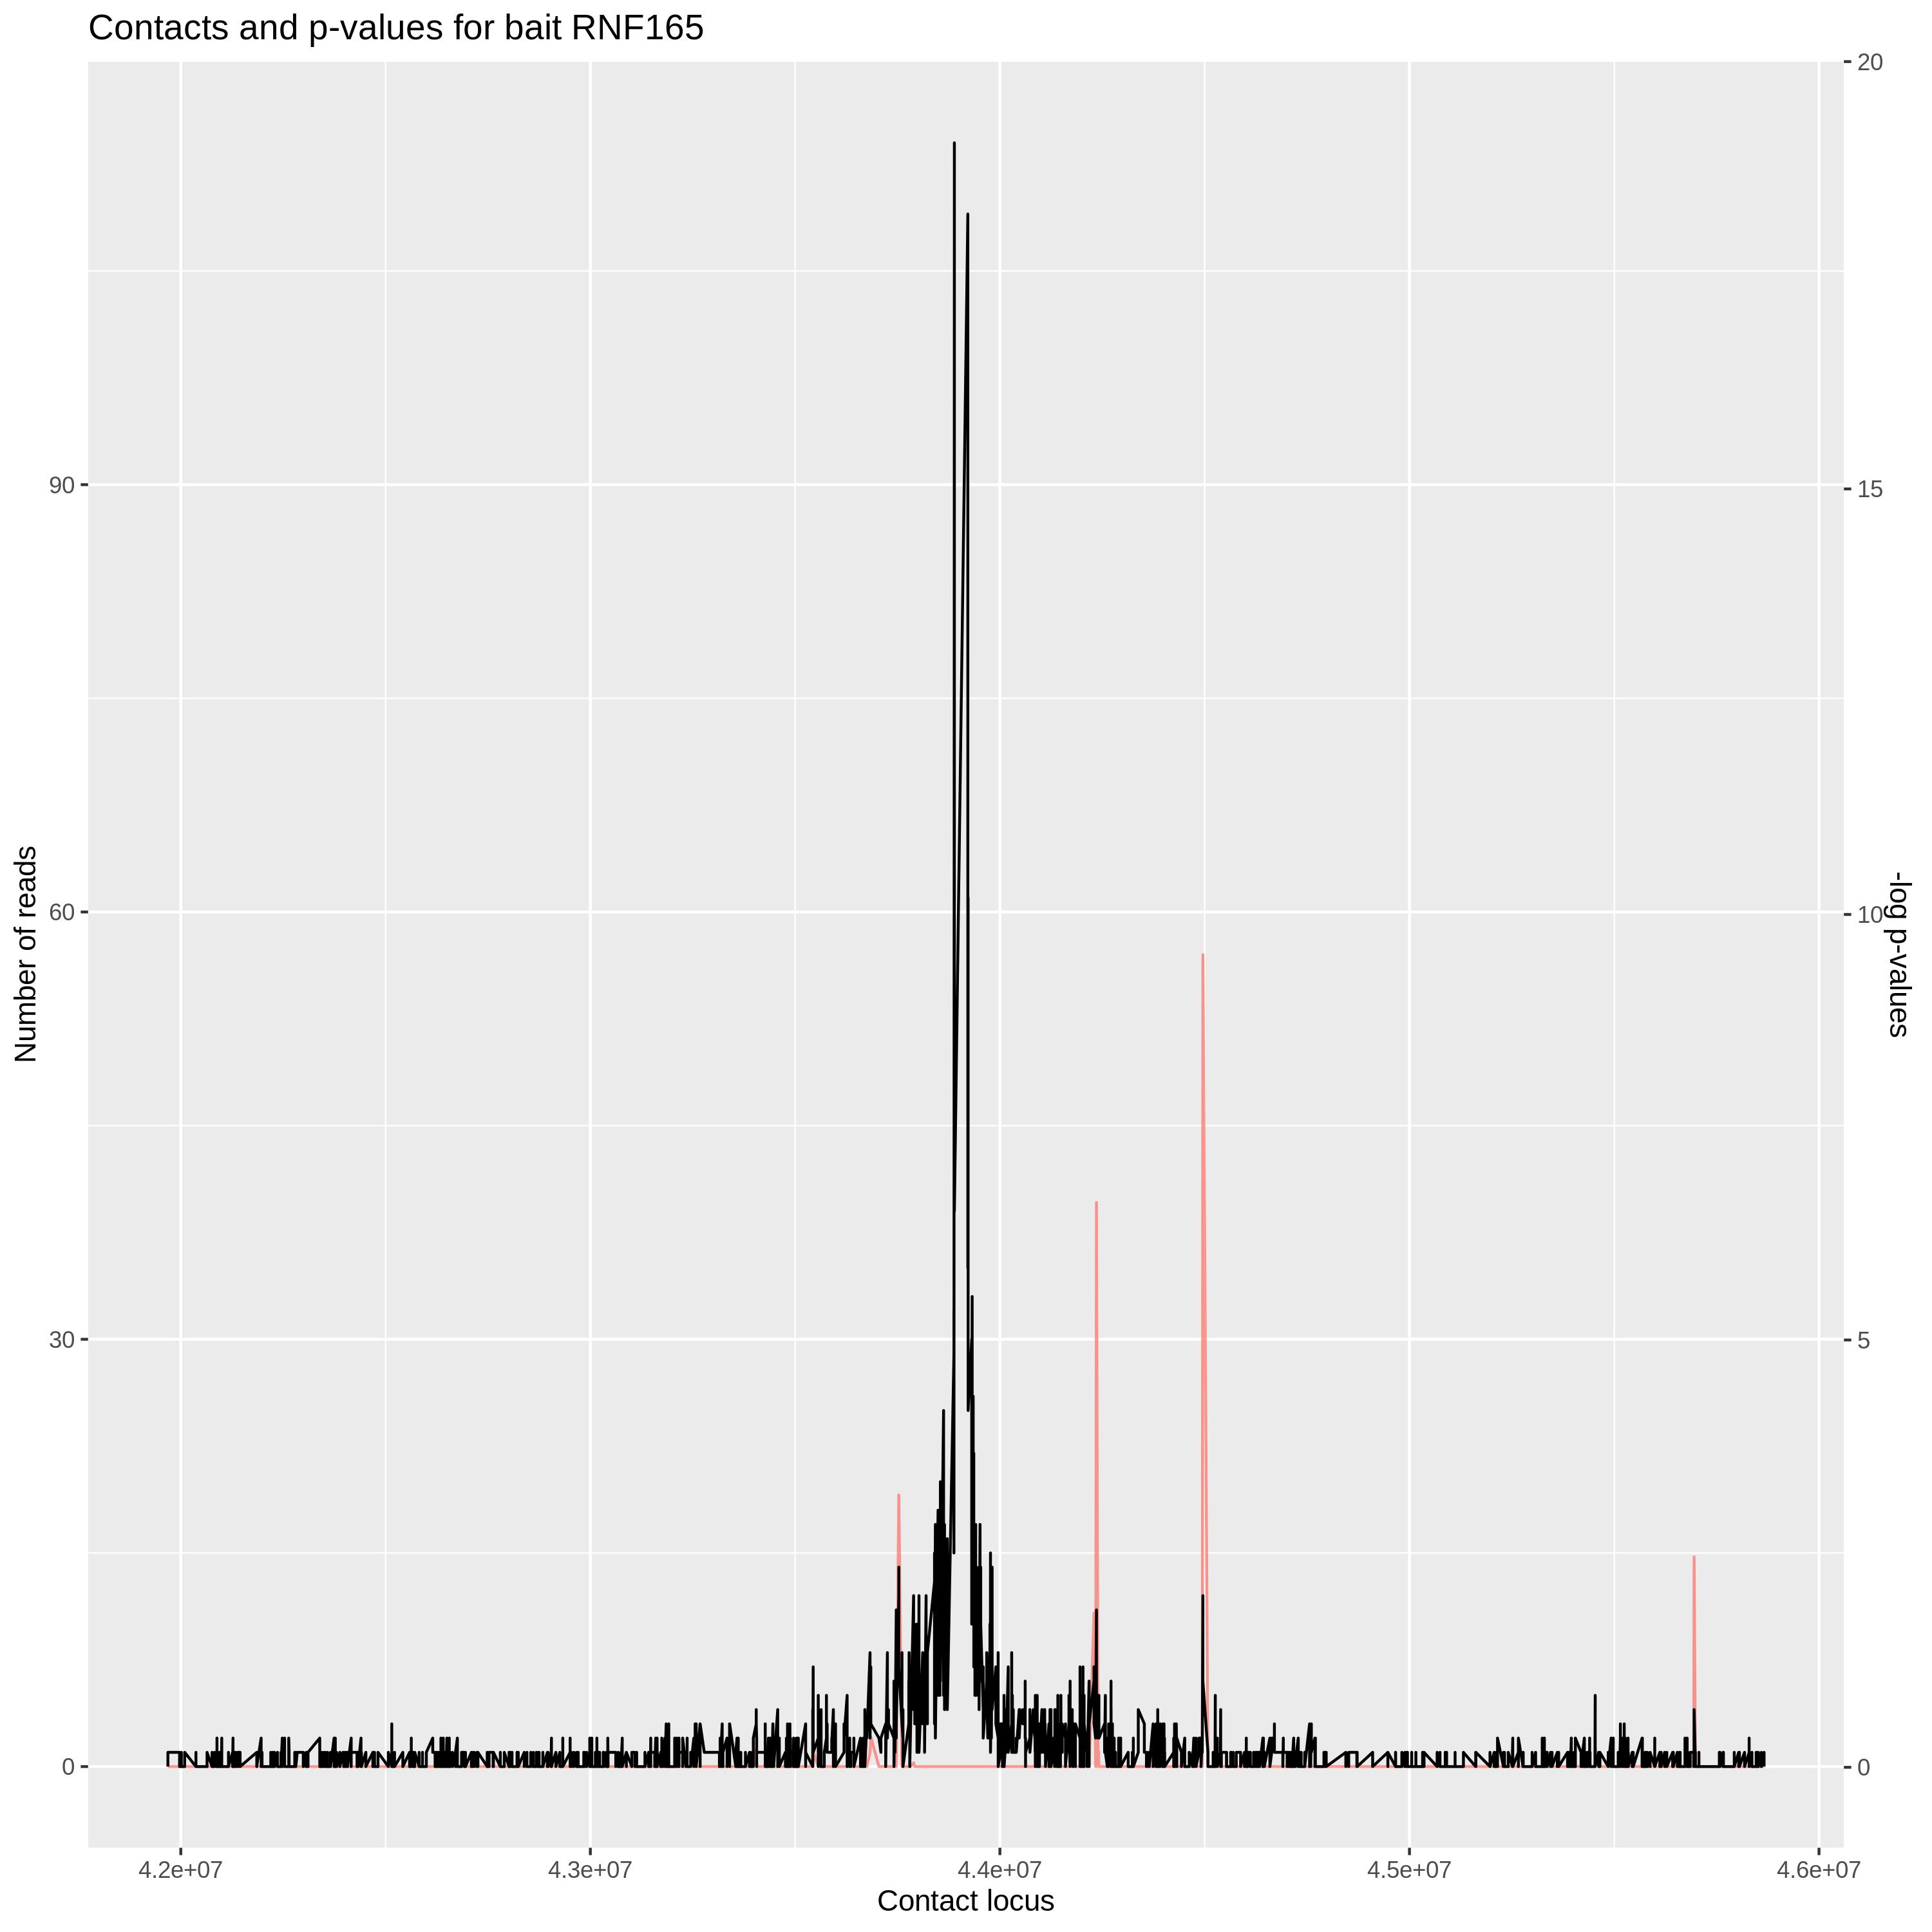 Contacts and p-values for bait RNF165
20
90
15
Number of reads
60
10
-log p-values
30
5
0
0
4.2e+07
4.3e+07
4.4e+07
4.5e+07
4.6e+07
Contact locus